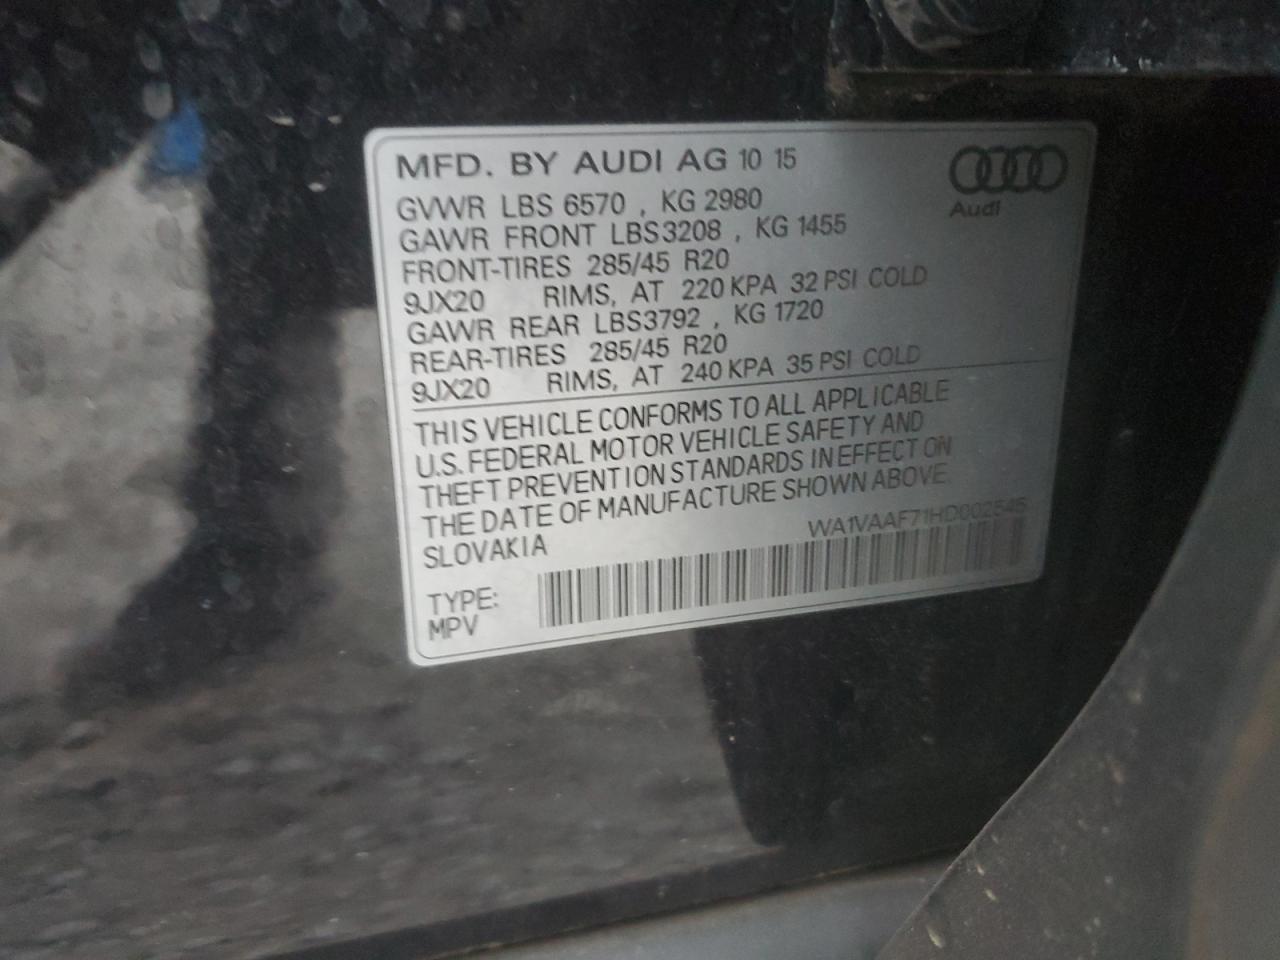 MFD. BY AUDI AG 10 15
Audi
GVWR LBS 6570 , KG 2980
GAWR FRONT LBS3208 , KG 1455
FRONT-TIRES 285/45 R20
9JX20 RIMS, AT 220 KPA 32 PSI COLD
GAWR REAR LBS3792 , KG 1720
REAR-TIRES 285/45 R20
9JX20 RIMS, AT 240 KPA 35 PSI COLD
THIS VEHICLE CONFORMS TO ALL APPLICABLE
U.S. FEDERAL MOTOR VEHICLE SAFETY AND
THEFT PREVENTION STANDARDS IN EFFECT ON
THE DATE OF MANUFACTURE SHOWN ABOVE.
SLOVAKIA
WA1VAAF71HD002545
TYPE:
MPV